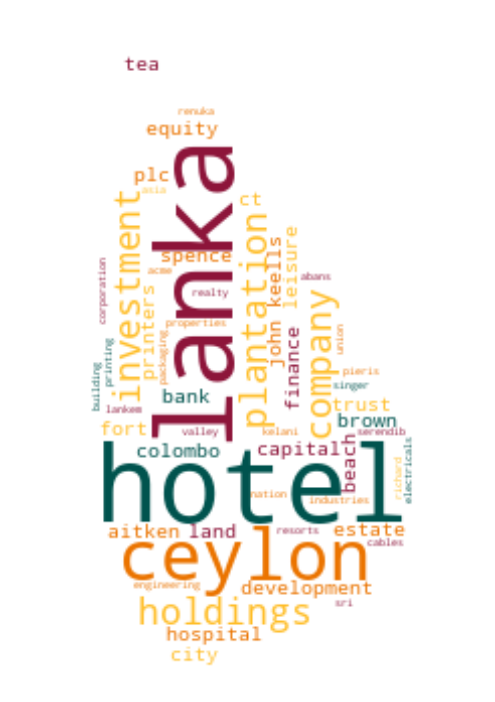 tea
renuka
equity
plc
asia
lanka
investment
ct
spence
plantation
john keells
leisure
acme
abans
corporation
realty
printers
company
properties
packaging
finance
union
building
printing
pieris
singer
bank
lankem
trust
fort
brown
valley
kelani
serendib
colombo
capital
beach
hotel
electricals
richard
nation
industries
aitken
land
resorts
estate
cables
ceylon
engineering
development
holdings
sri
hospital
city